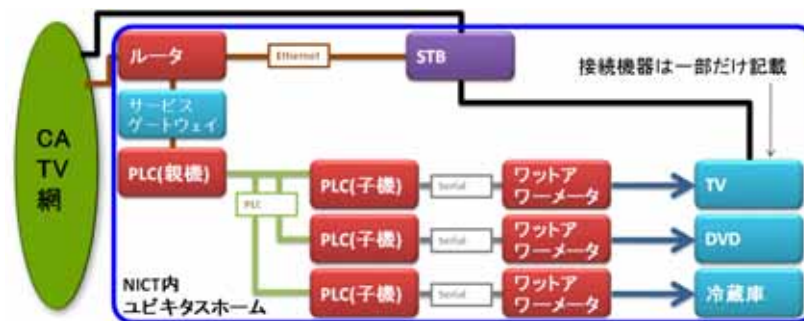 CA
TV
網
ルータ
Ethernet
STB
接続機器は一部だけ記載
サービス
ゲートウェイ
PLC(親機)
PLC
PLC(子機)
Serial
ワットア
ワーメータ
TV
PLC(子機)
Serial
ワットア
ワーメータ
DVD
PLC(子機)
Serial
ワットア
ワーメータ
冷蔵庫
NICT内
ユビキタスホーム